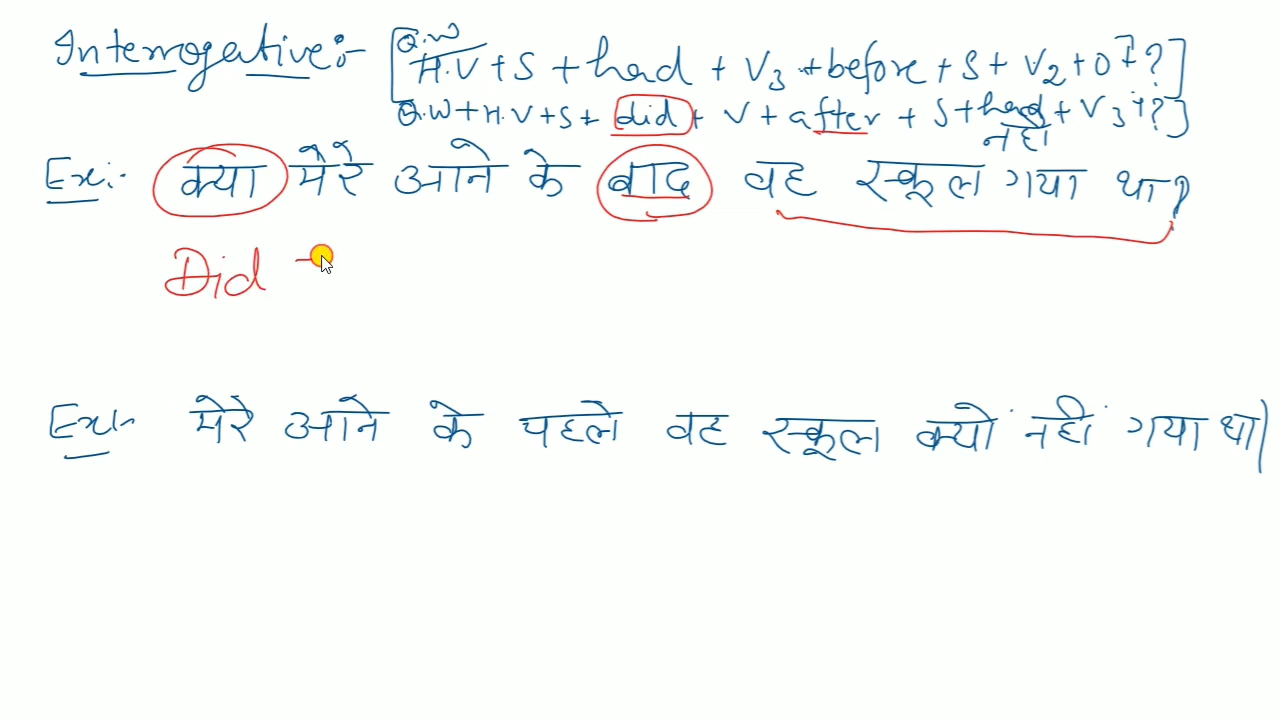 Interrogative:- [Q.W H.V + S + had + V3 + before + S + V2 + O + ?]
Q.W + H.V + S + did + V + after + S + had + V3 + ?]
नहीं
Ex:- क्या मेरे आने के बाद वह स्कूल गया था?
Did
Ex:- मेरे आने के पहले वह स्कूल क्यों नहीं गया था|